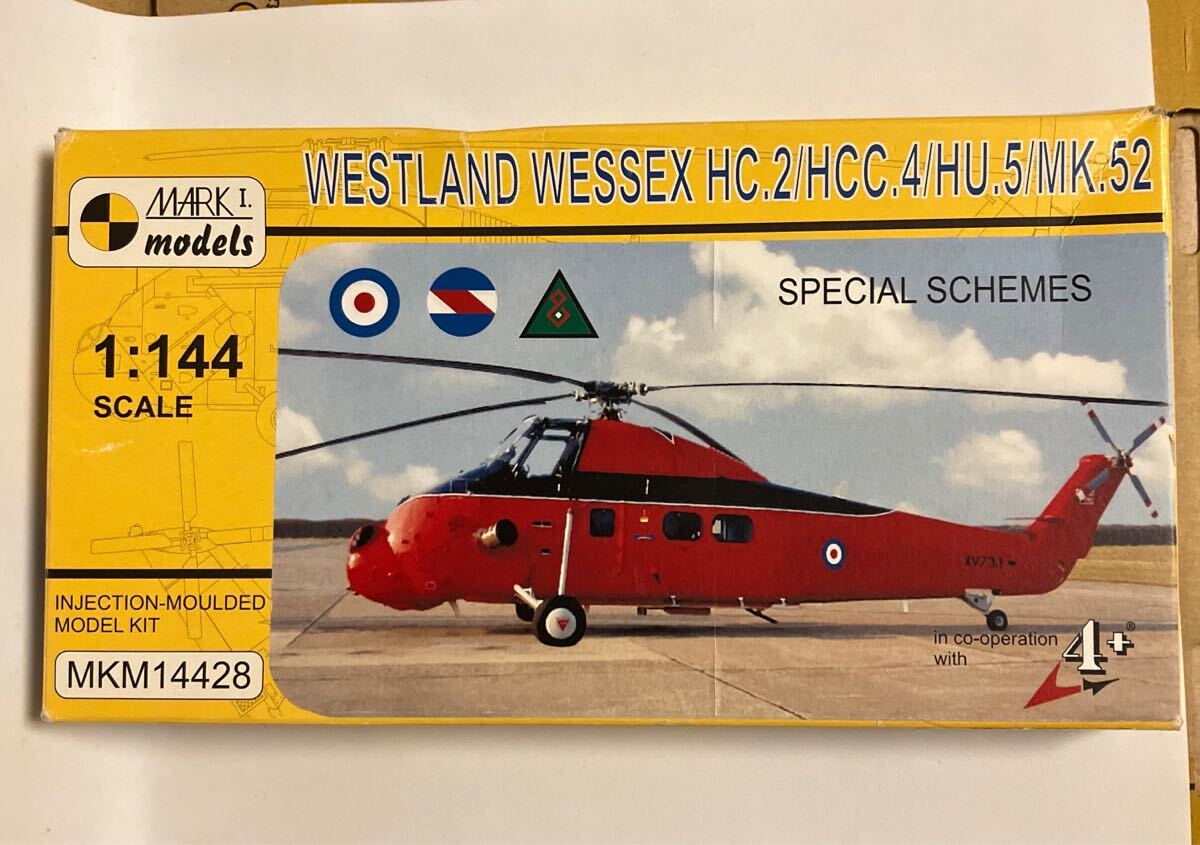 WESTLAND WESSEX HC.2/HCC.4/HU.5/MK.52
MARK I.
models
SPECIAL SCHEMES
1:144
SCALE
INJECTION-MOULDED
MODEL KIT
MKM14428
XV733
in co-operation
with
4+®